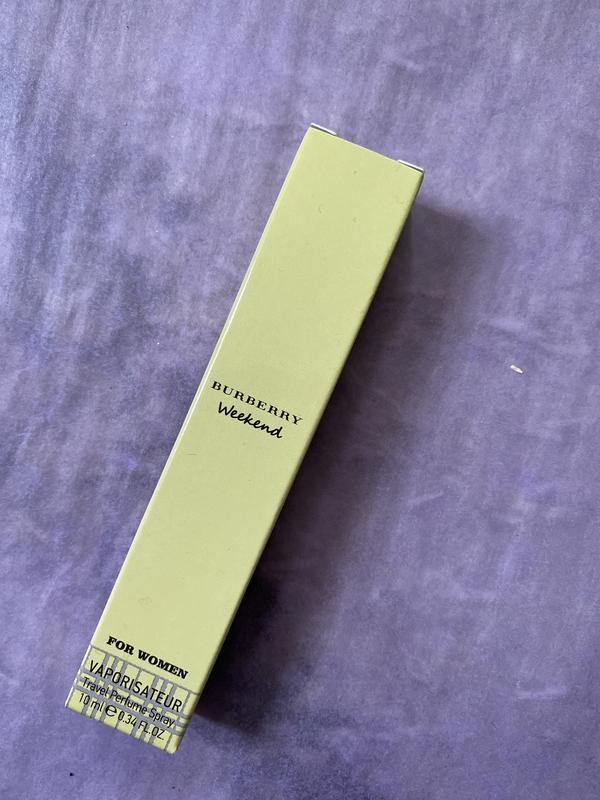 BURBERRY
Weekend
FOR WOMEN
VAPORISATEUR
Travel Perfume Spray
10 ml ℮ 0.34 FL.OZ.